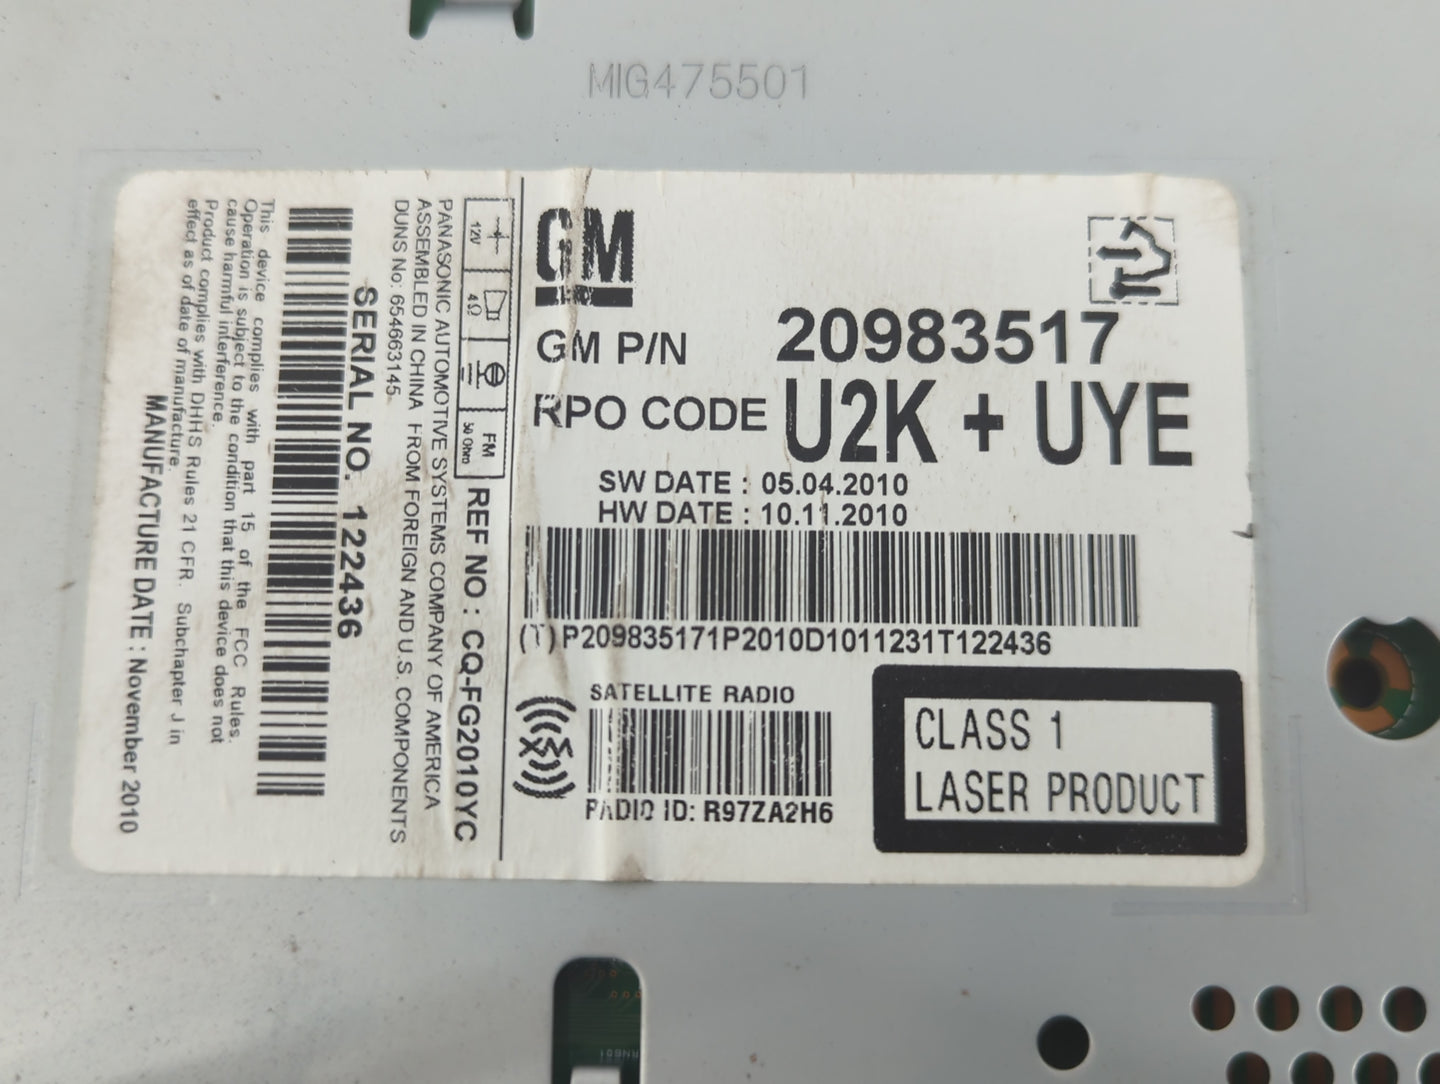 MIG475501
GM
GM P/N 20983517
RPO CODE U2K + UYE
SW DATE : 05.04.2010
HW DATE : 10.11.2010
(T)P209835171P2010D1011231T122436
SATELLITE RADIO
RADIO ID: R97ZA2H6
CLASS 1
LASER PRODUCT
12V
4Ω
FM
50 Ohm
REF NO : CQ-FG2010YC
PANASONIC AUTOMOTIVE SYSTEMS COMPANY OF AMERICA
ASSEMBLED IN CHINA FROM FOREIGN AND U.S. COMPONENTS
DUNS No: 654663145
SERIAL NO. 122436
This device complies with part 15 of the FCC Rules.
Operation is subject to the condition that this device does not
cause harmful interference.
Product complies with DHHS Rules 21 CFR. Subchapter J in
effect as of date of manufacture.
MANUFACTURE DATE : November 2010